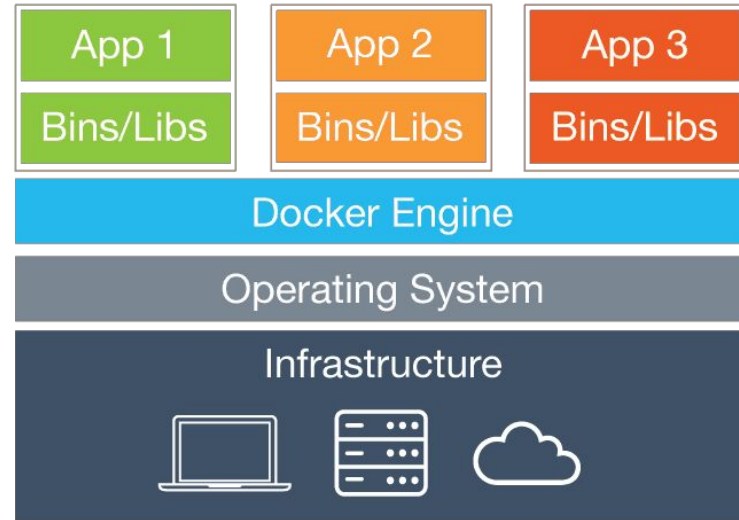 App 1
App 2
App 3
Bins/Libs
Bins/Libs
Bins/Libs
Docker Engine
Operating System
Infrastructure